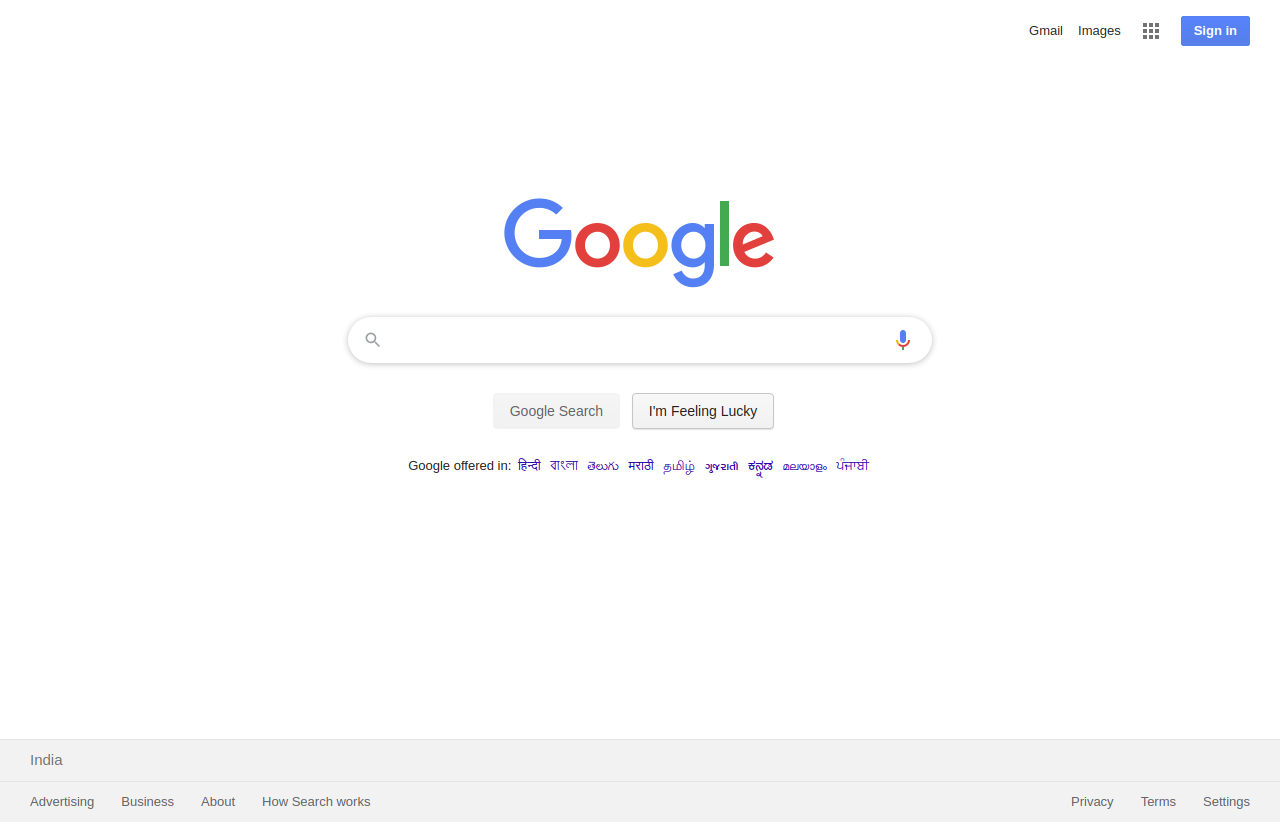 Gmail Images Sign in
Google
Google Search I'm Feeling Lucky
Google offered in: हिन्दी বাংলা తెలుగు मराठी தமிழ் ગુજરાતી ಕನ್ನಡ മലയാളം ਪੰਜਾਬੀ
India
Advertising Business About How Search works Privacy Terms Settings